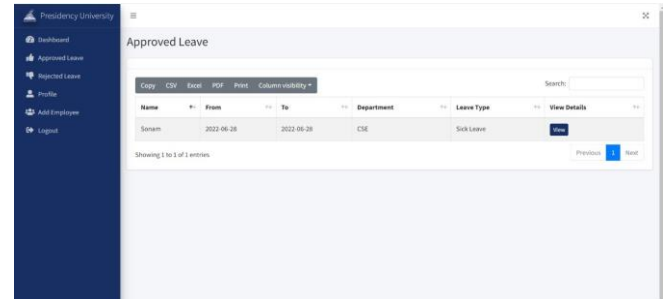 Presidency University
Dashboard
Approved Leave
Rejected Leave
Profile
Add Employee
Logout
Approved Leave
Copy CSV Excel PDF Print Column visibility
Search:
Name From To Department Leave Type View Details
Sonam 2022-06-28 2022-06-28 CSE Sick Leave View
Showing 1 to 1 of 1 entries
Previous 1 Next